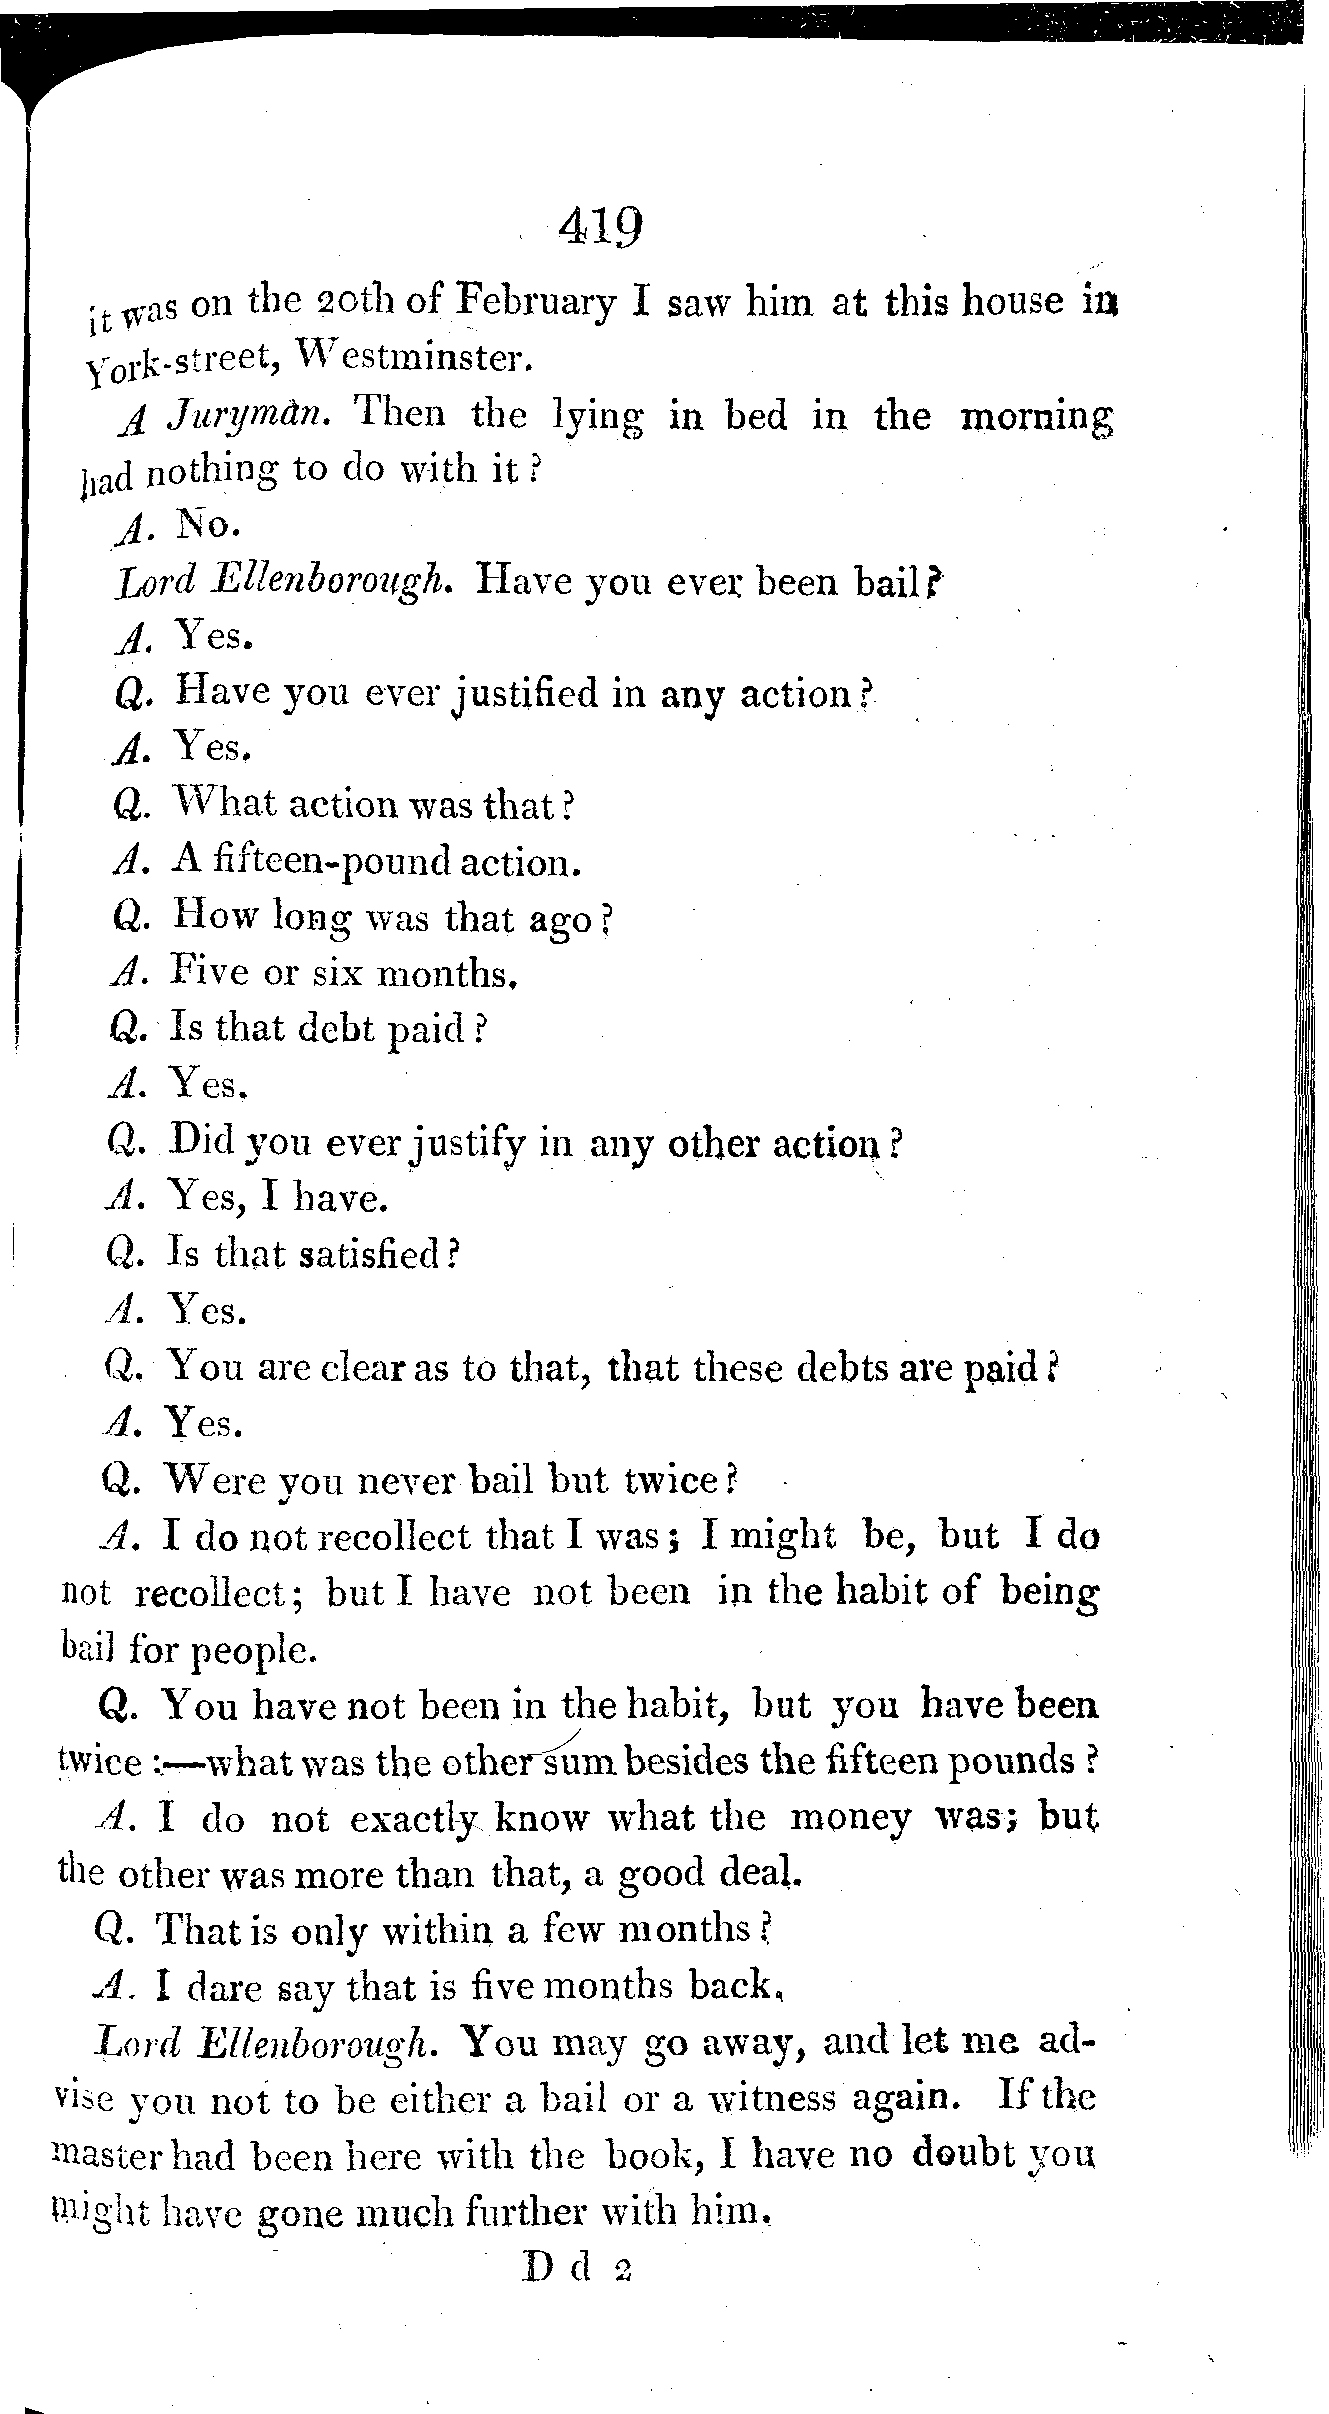 419
it was on the 20th of February I saw him at this house in
York-street, Westminster.
A Juryman. Then the lying in bed in the morning
had nothing to do with it?
A. No.
Lord Ellenborough. Have you ever been bail?
A. Yes.
Q. Have you ever justified in any action?
A. Yes.
Q. What action was that?
A. A fifteen-pound action.
Q. How long was that ago?
A. Five or six months.
Q. Is that debt paid?
A. Yes.
Q. Did you ever justify in any other action?
A. Yes, I have.
Q. Is that satisfied?
A. Yes.
Q. You are clear as to that, that these debts are paid?
A. Yes.
Q. Were you never bail but twice?
A. I do not recollect that I was; I might be, but I do
not recollect; but I have not been in the habit of being
bail for people.
Q. You have not been in the habit, but you have been
twice:—what was the other sum besides the fifteen pounds?
A. I do not exactly know what the money was; but
the other was more than that, a good deal.
Q. That is only within a few months?
A. I dare say that is five months back.
Lord Ellenborough. You may go away, and let me ad-
vise you not to be either a bail or a witness again. If the
master had been here with the book, I have no doubt you
might have gone much further with him.
D d 2